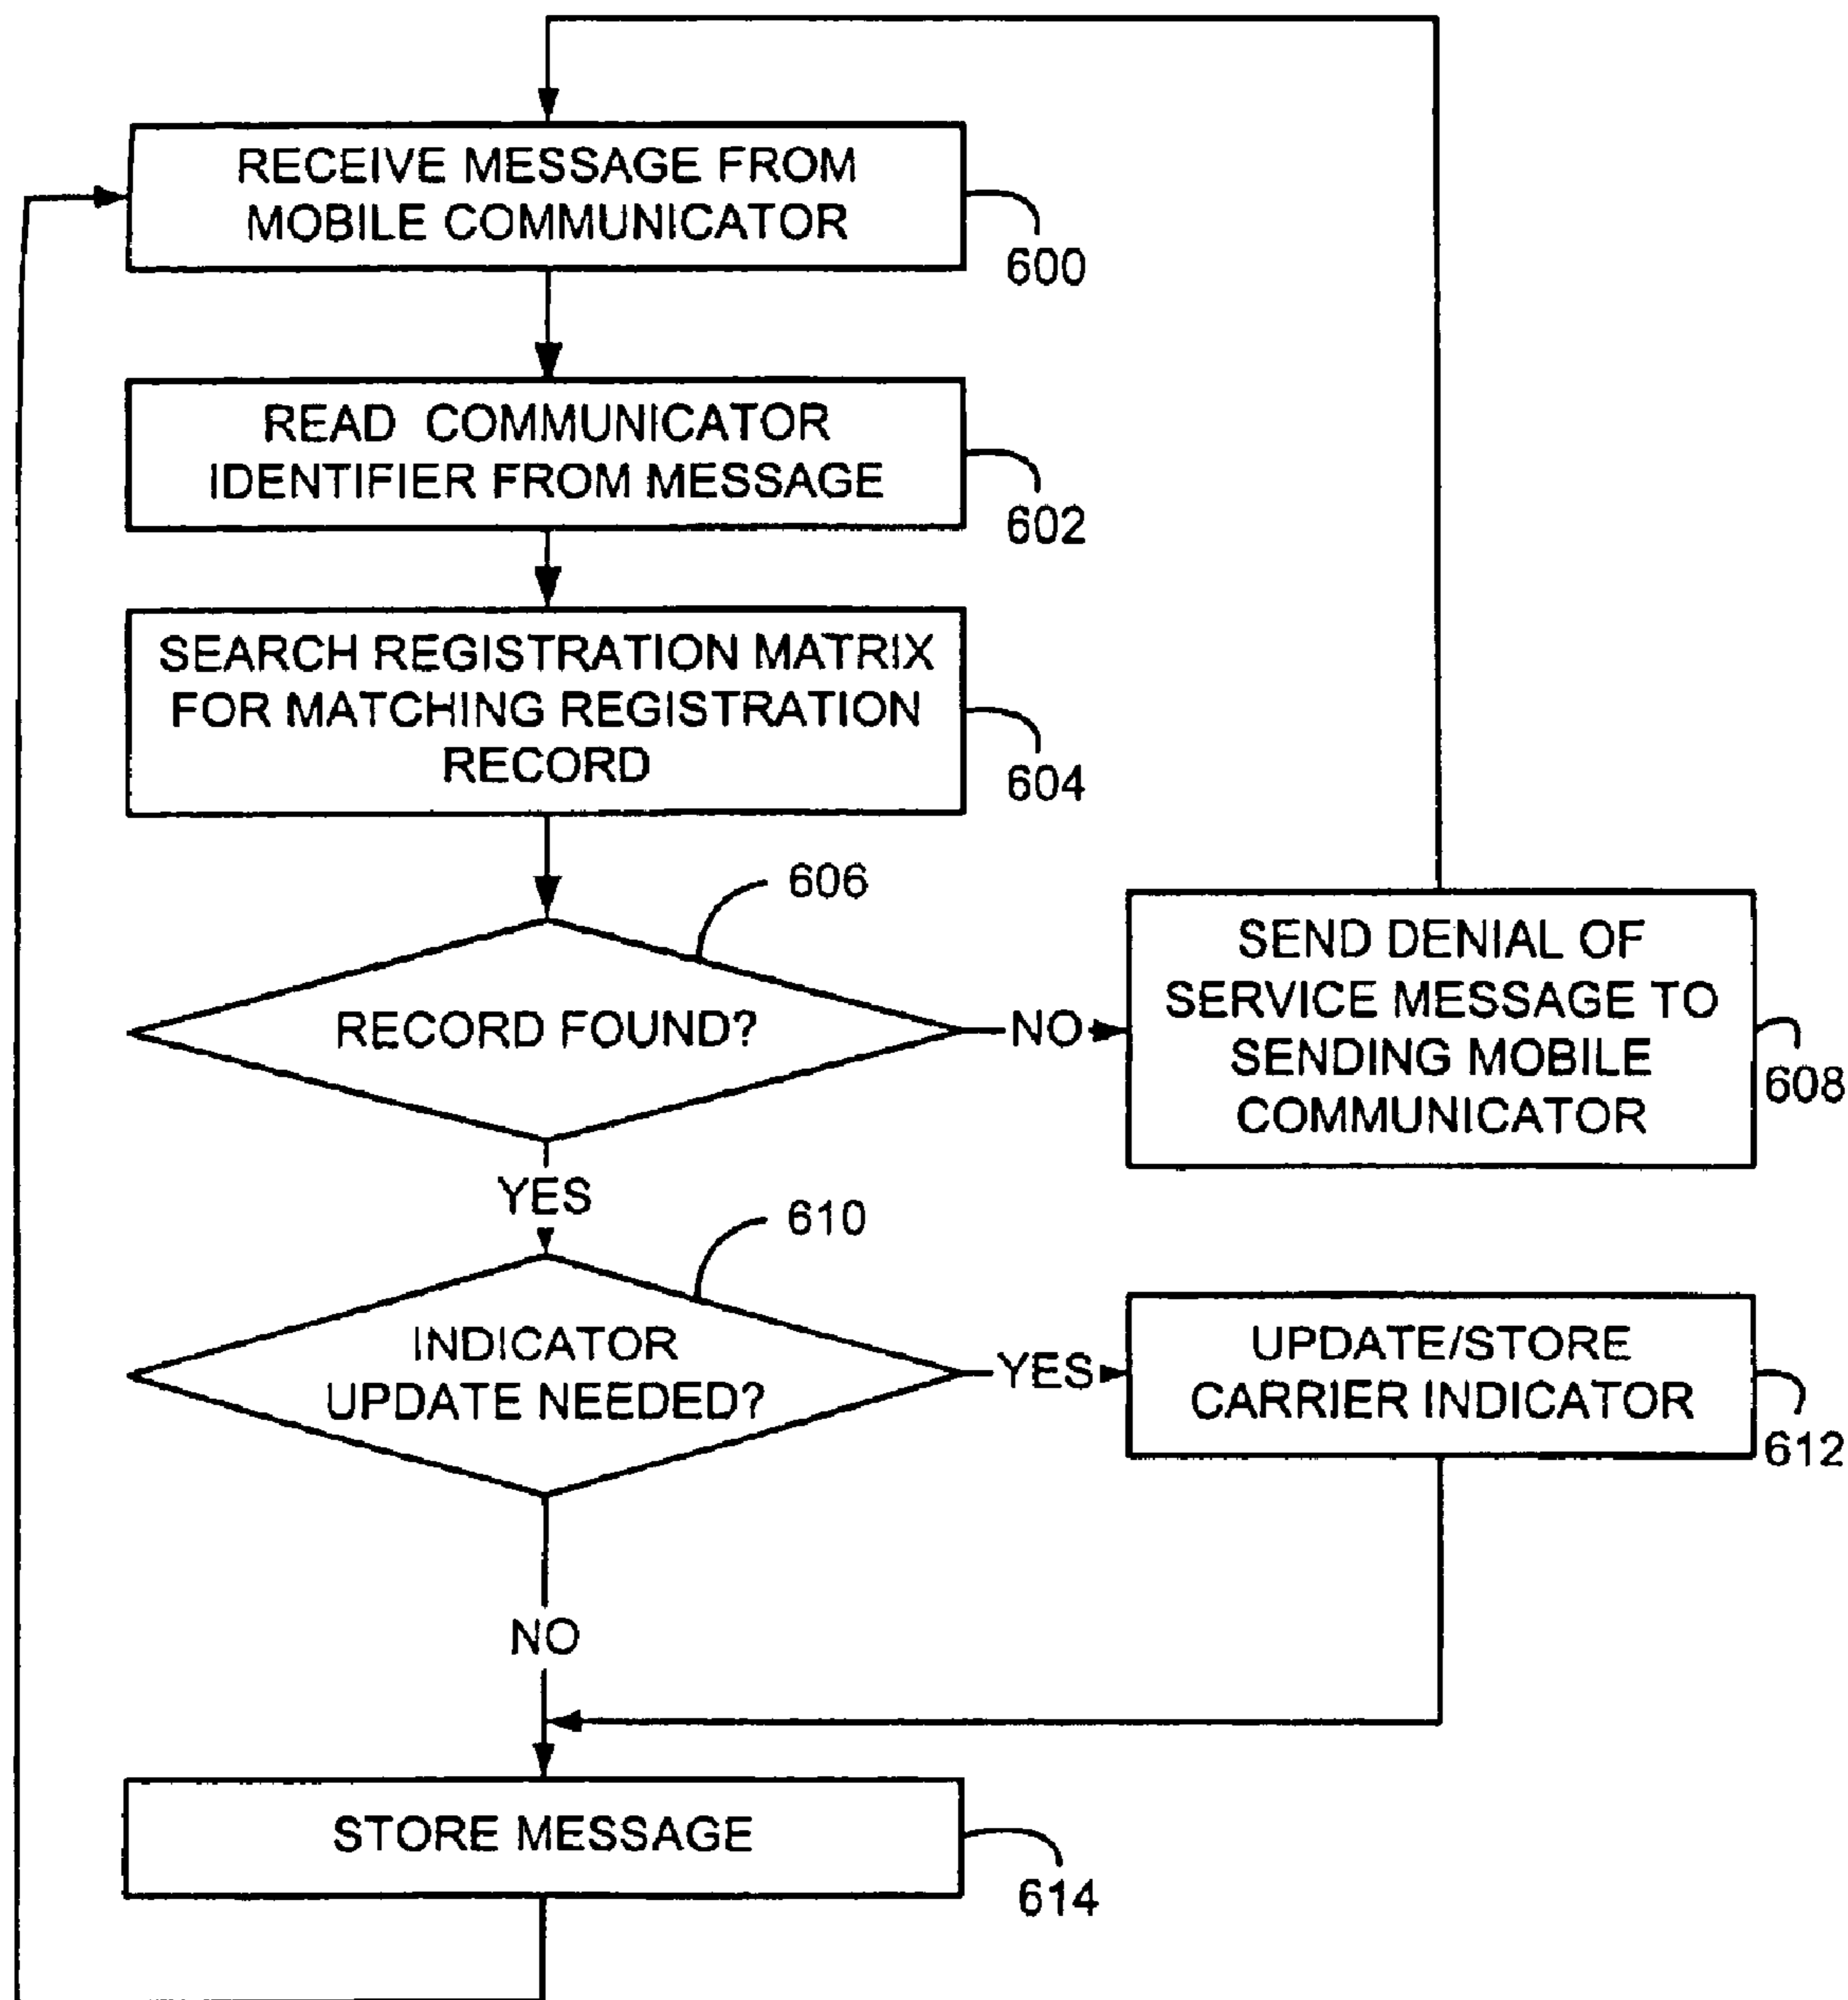 RECEIVE MESSAGE FROM
MOBILE COMMUNICATOR
600
READ COMMUNICATOR
IDENTIFIER FROM MESSAGE
602
SEARCH REGISTRATION MATRIX
FOR MATCHING REGISTRATION
RECORD
604
606
RECORD FOUND?
NO
SEND DENIAL OF
SERVICE MESSAGE TO
SENDING MOBILE
COMMUNICATOR
608
YES
610
INDICATOR
UPDATE NEEDED?
YES
UPDATE/STORE
CARRIER INDICATOR
612
NO
STORE MESSAGE
614